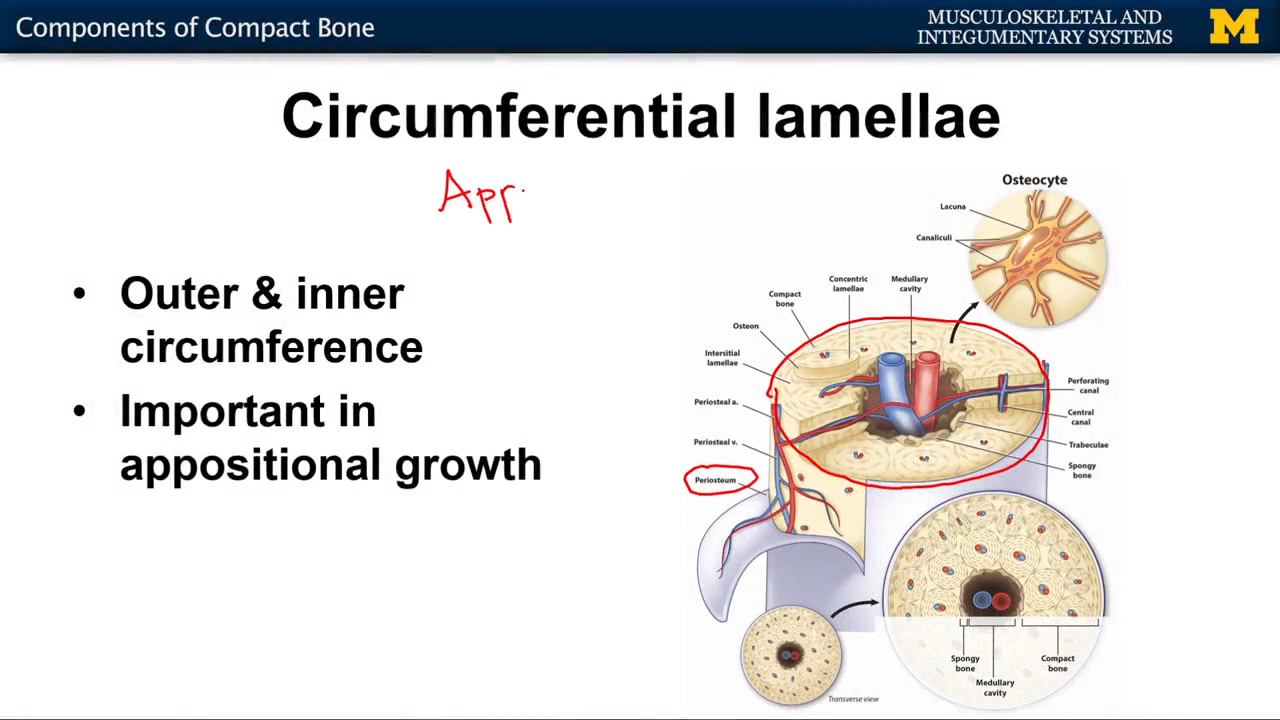 Components of Compact Bone
MUSCULOSKELETAL AND
INTEGUMENTARY SYSTEMS
M
Circumferential lamellae
App
• Outer & inner
circumference
• Important in
appositional growth
Osteocyte
Lacuna
Canaliculi
Medullary
cavity
Concentric
lamellae
Compact
bone
Osteon
Intersitial
lamellae
Periosteal a.
Periosteal v.
Periosteum
Perforating
canal
Central
canal
Trabeculae
Spongy
bone
Spongy
bone
Medullary
cavity
Compact
bone
Transverse view